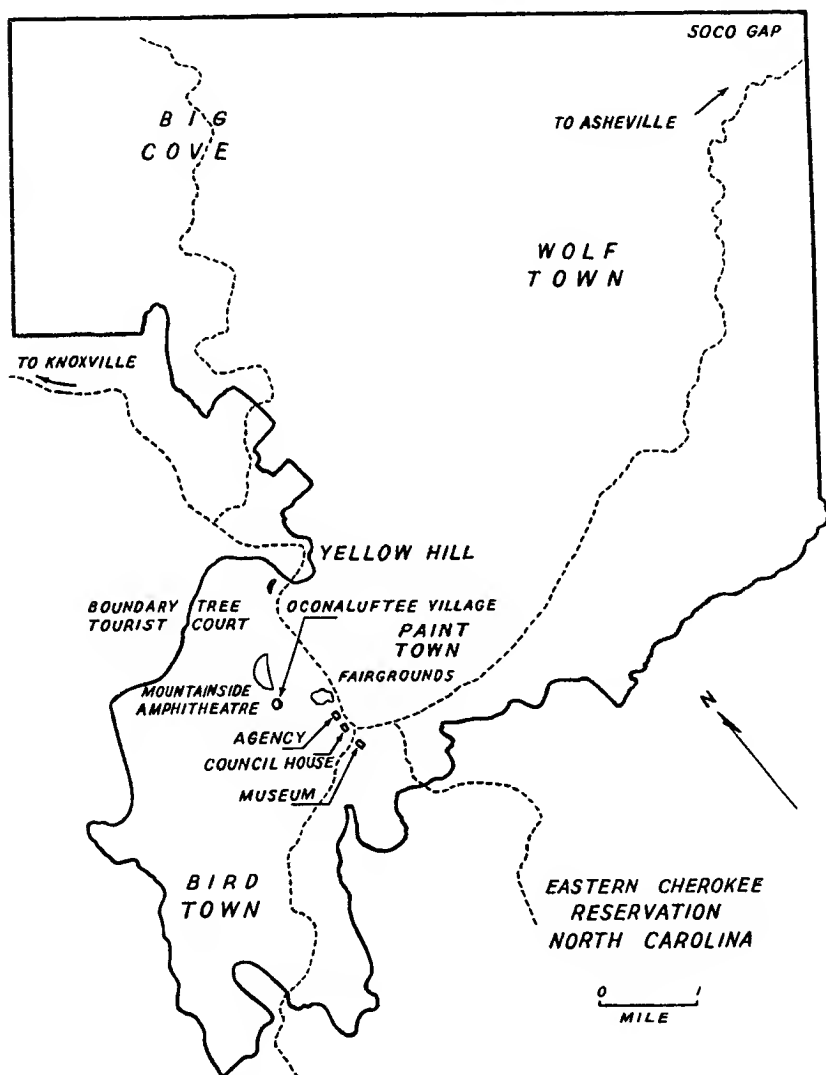 SOCO GAP
BIG
COVE
TO ASHEVILLE
WOLF
TOWN
TO KNOXVILLE
YELLOW HILL
BOUNDARY TREE
TOURIST COURT
OCONALUFTEE VILLAGE
PAINT
TOWN
FAIRGROUNDS
MOUNTAINSIDE
AMPHITHEATRE
AGENCY
COUNCIL HOUSE
MUSEUM
N
BIRD
TOWN
EASTERN CHEROKEE
RESERVATION
NORTH CAROLINA
0 1
MILE